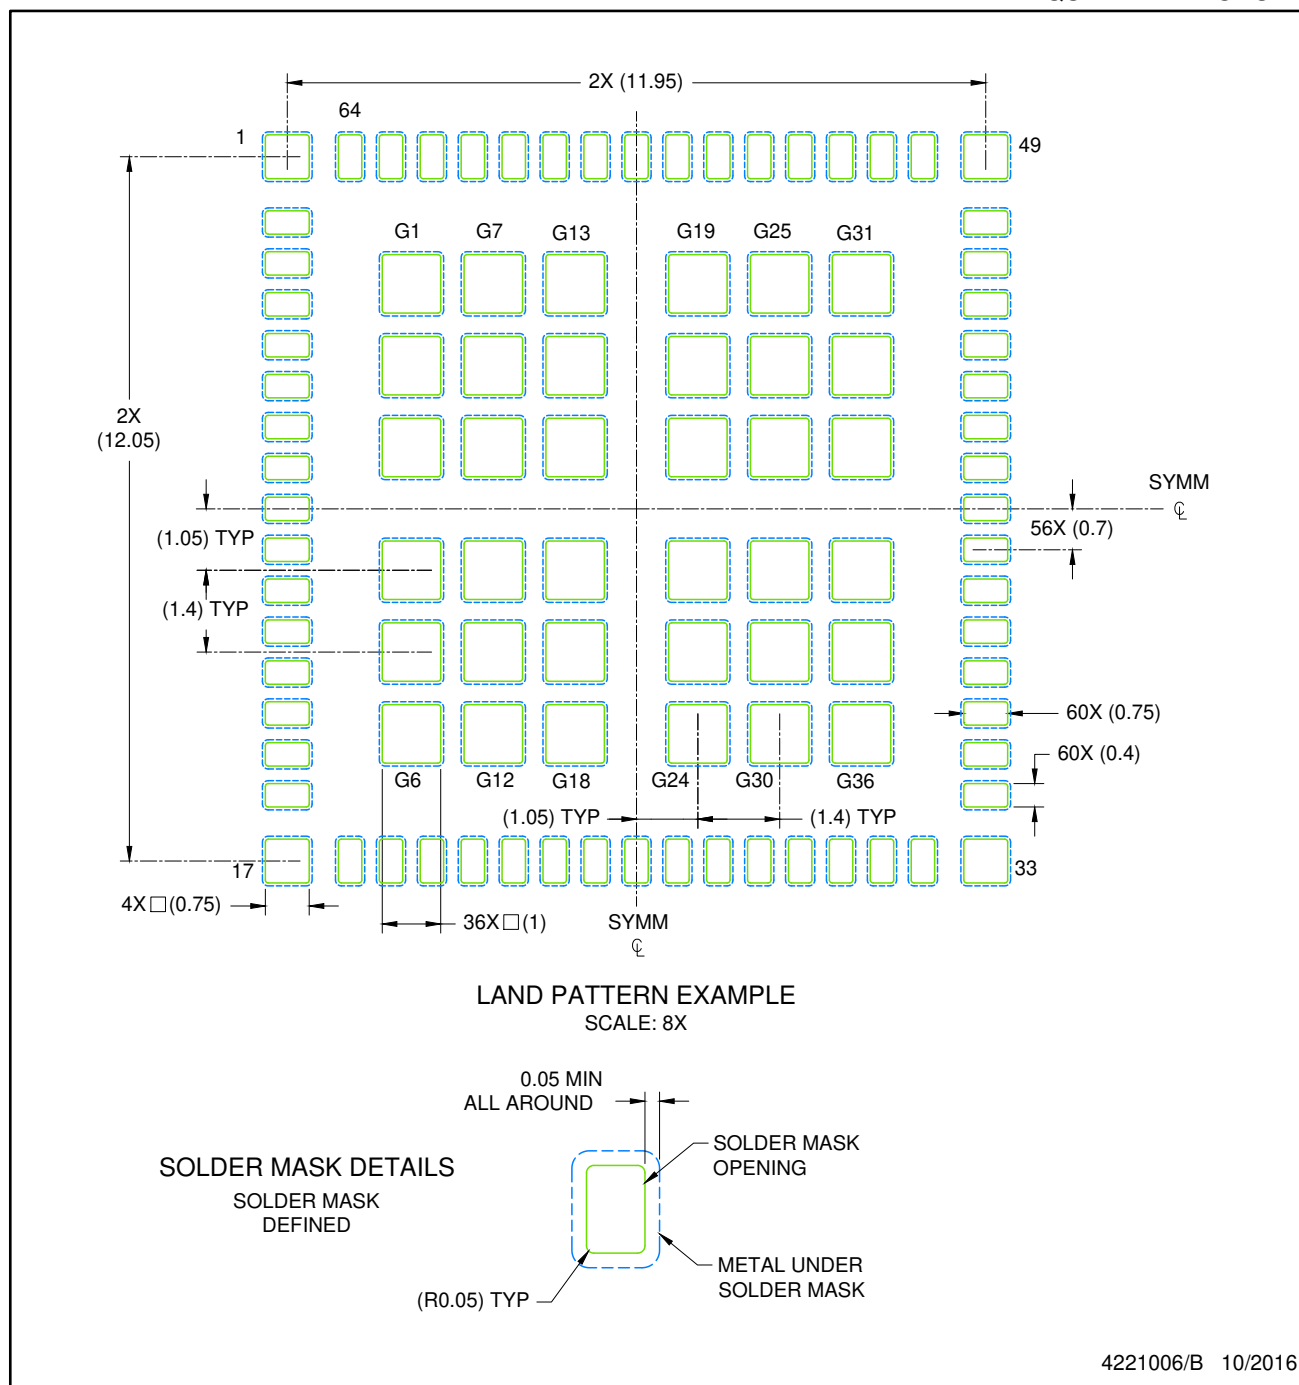 2X (11.95)
64
1
49
G1
G7
G13
G19
G25
G31
2X
(12.05)
SYMM
℄
56X (0.7)
(1.05) TYP
(1.4) TYP
60X (0.75)
60X (0.4)
G6
G12
G18
G24
G30
G36
(1.05) TYP
(1.4) TYP
17
33
4X □ (0.75)
36X □ (1)
SYMM
℄
LAND PATTERN EXAMPLE
SCALE: 8X
0.05 MIN
ALL AROUND
SOLDER MASK
OPENING
SOLDER MASK DETAILS
SOLDER MASK
DEFINED
METAL UNDER
SOLDER MASK
(R0.05) TYP
4221006/B 10/2016